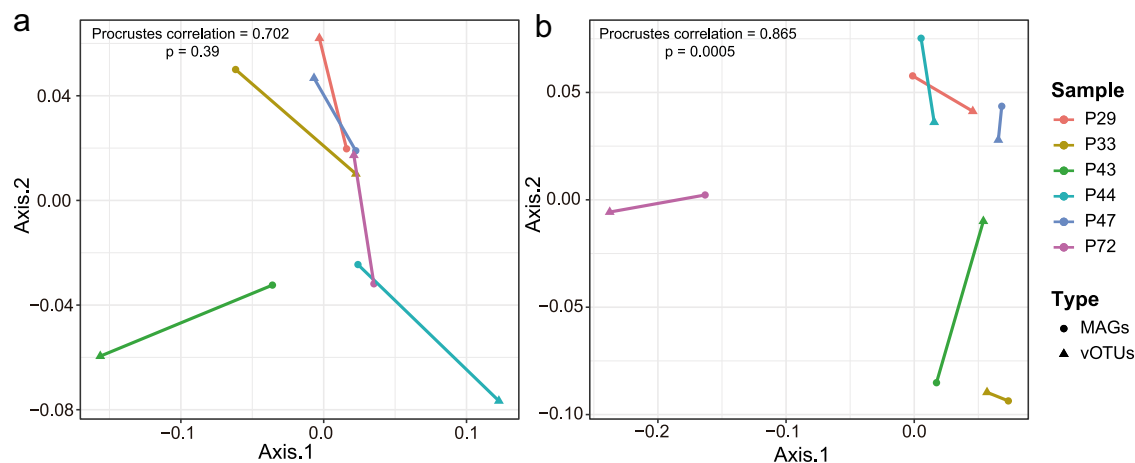 a
Procrustes correlation = 0.702
p = 0.39
Axis.2
0.04
0.00
−0.04
−0.08
−0.1
0.0
0.1
Axis.1
b
Procrustes correlation = 0.865
p = 0.0005
Axis.2
0.05
0.00
−0.05
−0.10
−0.2
−0.1
0.0
Axis.1
Sample
P29
P33
P43
P44
P47
P72
Type
MAGs
vOTUs